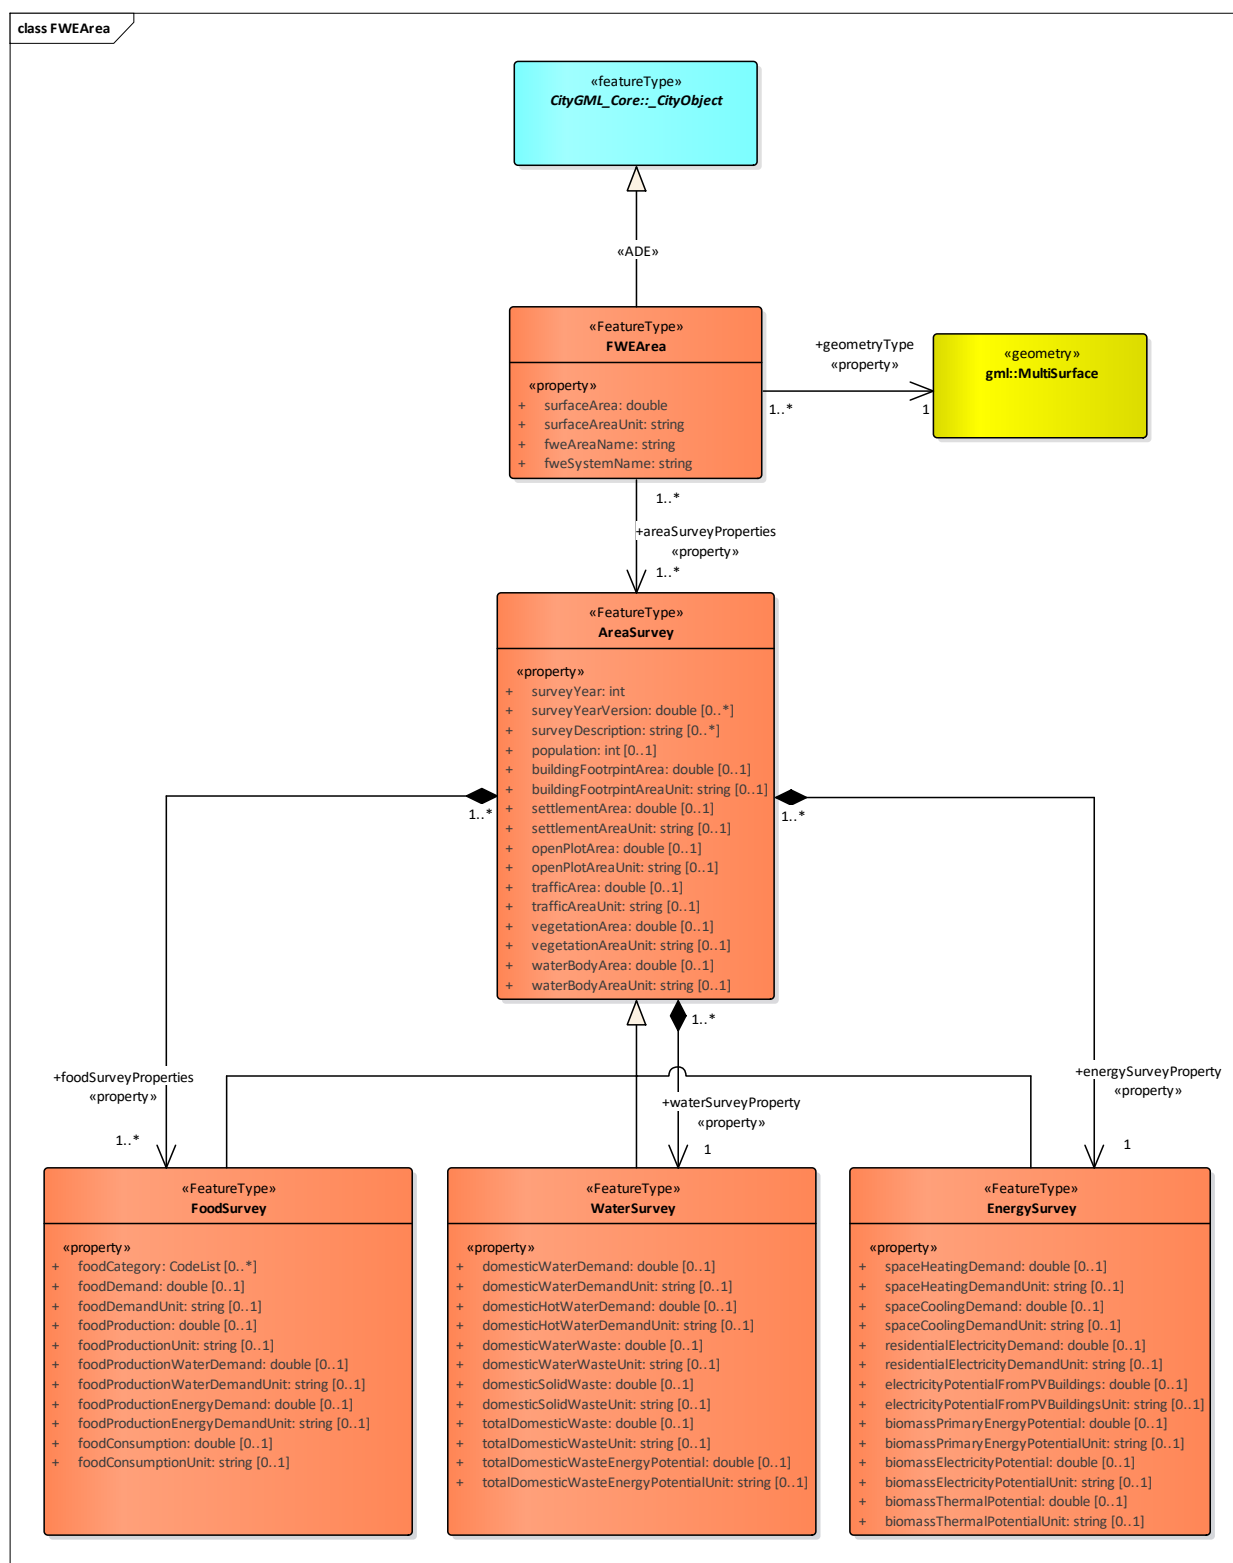 class FWEArea
«featureType»
CityGML_Core::_CityObject
«ADE»
«FeatureType»
FWEArea
«property»
+ surfaceArea: double
+ surfaceAreaUnit: string
+ fweAreaName: string
+ fweSystemName: string
+geometryType
«property»
1..*
1
«geometry»
gml::MultiSurface
1..*
+areaSurveyProperties
«property»
1..*
«FeatureType»
AreaSurvey
«property»
+ surveyYear: int
+ surveyYearVersion: double [0..*]
+ surveyDescription: string [0..*]
+ population: int [0..1]
+ buildingFootrpintArea: double [0..1]
+ buildingFootrpintAreaUnit: string [0..1]
+ settlementArea: double [0..1]
+ settlementAreaUnit: string [0..1]
+ openPlotArea: double [0..1]
+ openPlotAreaUnit: string [0..1]
+ trafficArea: double [0..1]
+ trafficAreaUnit: string [0..1]
+ vegetationArea: double [0..1]
+ vegetationAreaUnit: string [0..1]
+ waterBodyArea: double [0..1]
+ waterBodyAreaUnit: string [0..1]
1..*
1..*
1..*
+foodSurveyProperties
«property»
1..*
+waterSurveyProperty
«property»
1
+energySurveyProperty
«property»
1
«FeatureType»
FoodSurvey
«property»
+ foodCategory: CodeList [0..*]
+ foodDemand: double [0..1]
+ foodDemandUnit: string [0..1]
+ foodProduction: double [0..1]
+ foodProductionUnit: string [0..1]
+ foodProductionWaterDemand: double [0..1]
+ foodProductionWaterDemandUnit: string [0..1]
+ foodProductionEnergyDemand: double [0..1]
+ foodProductionEnergyDemandUnit: string [0..1]
+ foodConsumption: double [0..1]
+ foodConsumptionUnit: string [0..1]
«FeatureType»
WaterSurvey
«property»
+ domesticWaterDemand: double [0..1]
+ domesticWaterDemandUnit: string [0..1]
+ domesticHotWaterDemand: double [0..1]
+ domesticHotWaterDemandUnit: string [0..1]
+ domesticWaterWaste: double [0..1]
+ domesticWaterWasteUnit: string [0..1]
+ domesticSolidWaste: double [0..1]
+ domesticSolidWasteUnit: string [0..1]
+ totalDomesticWaste: double [0..1]
+ totalDomesticWasteUnit: string [0..1]
+ totalDomesticWasteEnergyPotential: double [0..1]
+ totalDomesticWasteEnergyPotentialUnit: string [0..1]
«FeatureType»
EnergySurvey
«property»
+ spaceHeatingDemand: double [0..1]
+ spaceHeatingDemandUnit: string [0..1]
+ spaceCoolingDemand: double [0..1]
+ spaceCoolingDemandUnit: string [0..1]
+ residentialElectricityDemand: double [0..1]
+ residentialElectricityDemandUnit: string [0..1]
+ electricityPotentialFromPVBuildings: double [0..1]
+ electricityPotentialFromPVBuildingsUnit: string [0..1]
+ biomassPrimaryEnergyPotential: double [0..1]
+ biomassPrimaryEnergyPotentialUnit: string [0..1]
+ biomassElectricityPotential: double [0..1]
+ biomassElectricityPotentialUnit: string [0..1]
+ biomassThermalPotential: double [0..1]
+ biomassThermalPotentialUnit: string [0..1]